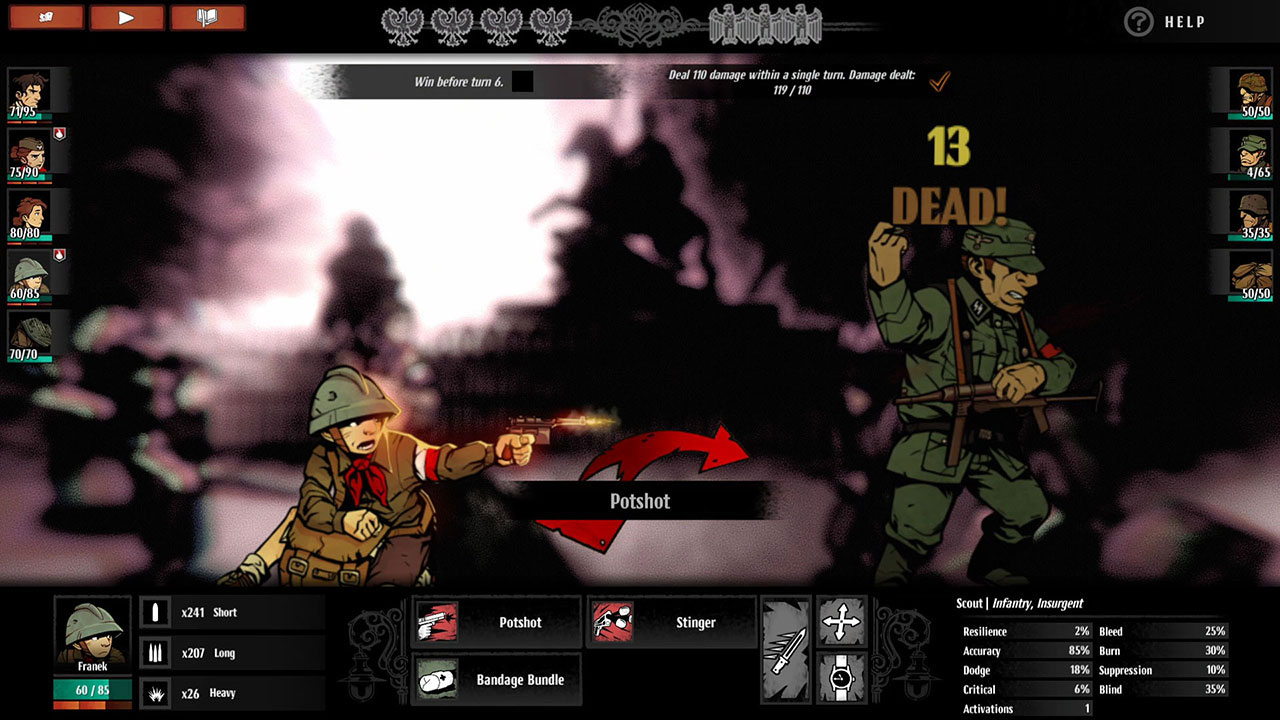 HELP
Win before turn 6.
Deal 110 damage within a single turn. Damage dealt:
119 / 110
71/95
75/90
80/80
60/85
70/70
50/50
4/65
35/35
50/50
13
DEAD!
Potshot
Franek
60 / 85
x241 Short
x207 Long
x26 Heavy
Potshot
Stinger
Bandage Bundle
Scout | Infantry, Insurgent
Resilience 2% Bleed 25%
Accuracy 85% Burn 30%
Dodge 18% Suppression 10%
Critical 6% Blind 35%
Activations 1